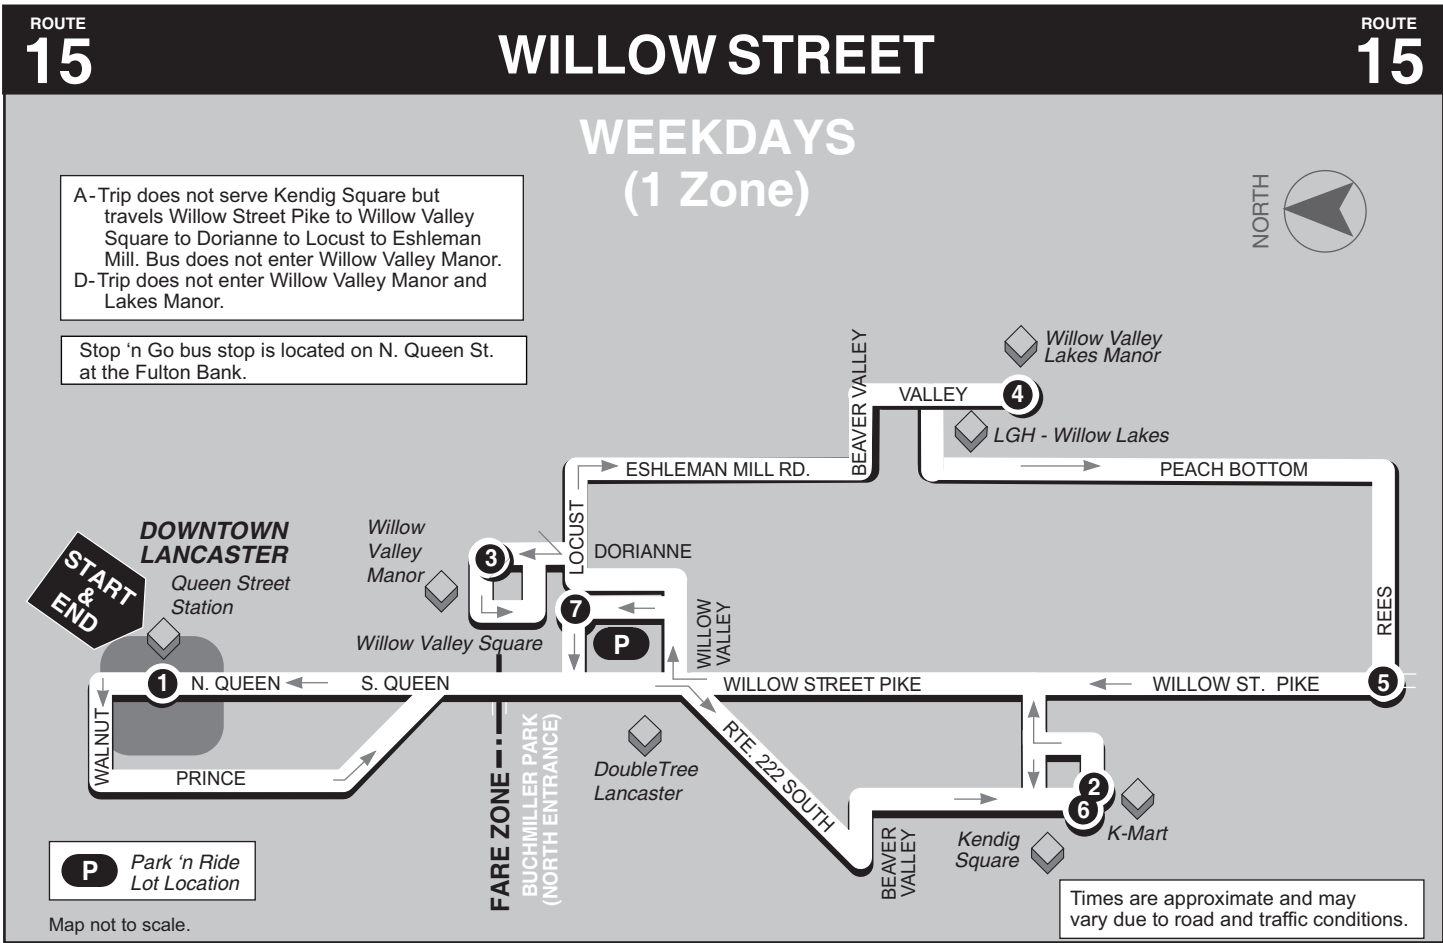 ROUTE
15
WILLOW STREET
ROUTE
15
WEEKDAYS
(1 Zone)
A-Trip does not serve Kendig Square but
travels Willow Street Pike to Willow Valley
Square to Dorianne to Locust to Eshleman
Mill. Bus does not enter Willow Valley Manor.
D-Trip does not enter Willow Valley Manor and
Lakes Manor.
Stop ‘n Go bus stop is located on N. Queen St.
at the Fulton Bank.
NORTH
Willow Valley
Lakes Manor
BEAVER VALLEY
VALLEY
4
LGH - Willow Lakes
ESHLEMAN MILL RD.
PEACH BOTTOM
LOCUST
DORIANNE
REES
START
&
END
DOWNTOWN
LANCASTER
Queen Street
Station
Willow
Valley
Manor
3
7
P
Willow Valley Square
WILLOW
VALLEY
1
N. QUEEN
S. QUEEN
WILLOW STREET PIKE
WILLOW ST. PIKE
5
WALNUT
PRINCE
FARE ZONE
BUCHMILLER PARK
(NORTH ENTRANCE)
DoubleTree
Lancaster
RTE. 222 SOUTH
BEAVER
VALLEY
2
6
K-Mart
Kendig
Square
P
Park ‘n Ride
Lot Location
Map not to scale.
Times are approximate and may
vary due to road and traffic conditions.